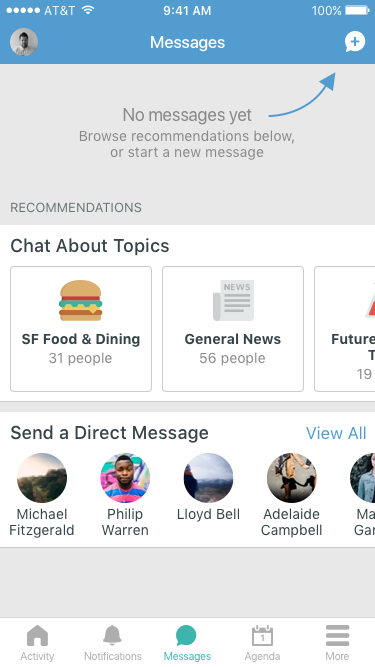 AT&T 9:41 AM 100%
Messages
No messages yet
Browse recommendations below,
or start a new message
RECOMMENDATIONS
Chat About Topics
NEWS
SF Food & Dining
31 people
General News
56 people
Future
T
19
Send a Direct Message View All
Michael
Fitzgerald
Philip
Warren
Lloyd Bell
Adelaide
Campbell
Ma
Gar
1
Activity Notifications Messages Agenda More